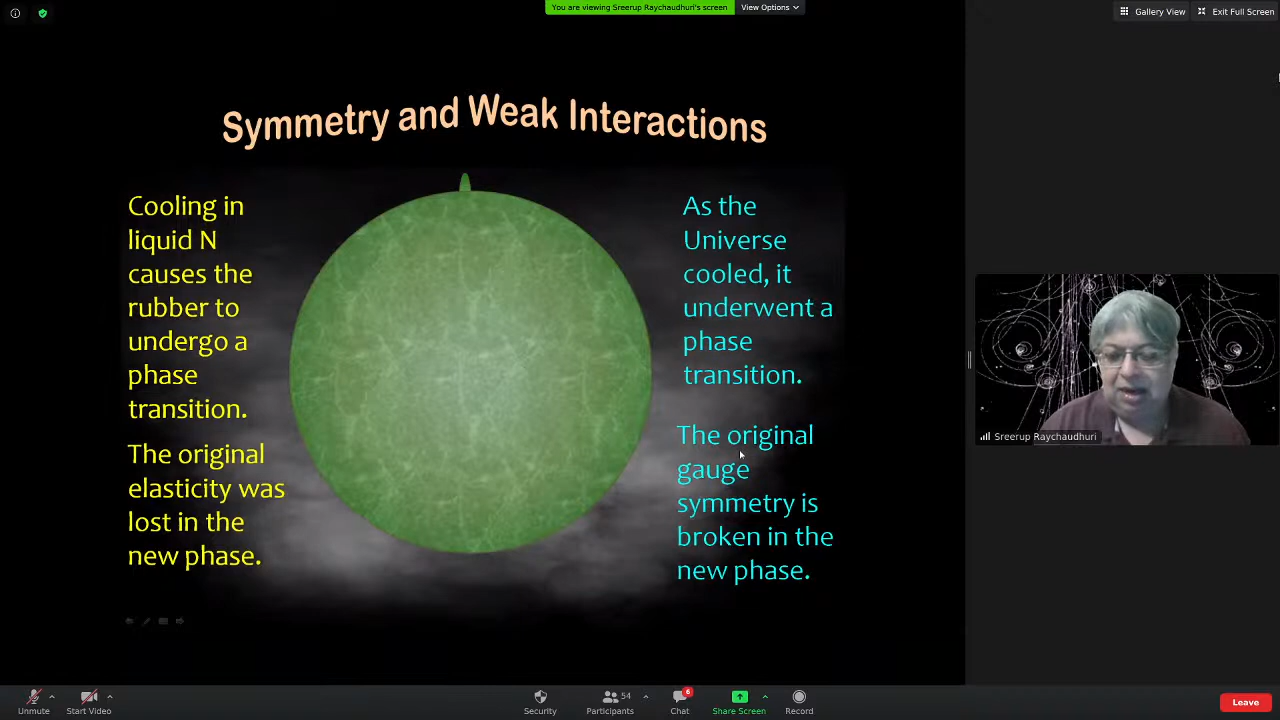 You are viewing Sreerup Raychaudhuri's screen
View Options
Gallery View
Exit Full Screen
Symmetry and Weak Interactions
Cooling in
liquid N
causes the
rubber to
undergo a
phase
transition.
The original
elasticity was
lost in the
new phase.
As the
Universe
cooled, it
underwent a
phase
transition.
The original
gauge
symmetry is
broken in the
new phase.
Sreerup Raychaudhuri
Unmute
Start Video
Security
Participants
54
Chat
6
Share Screen
Record
Leave